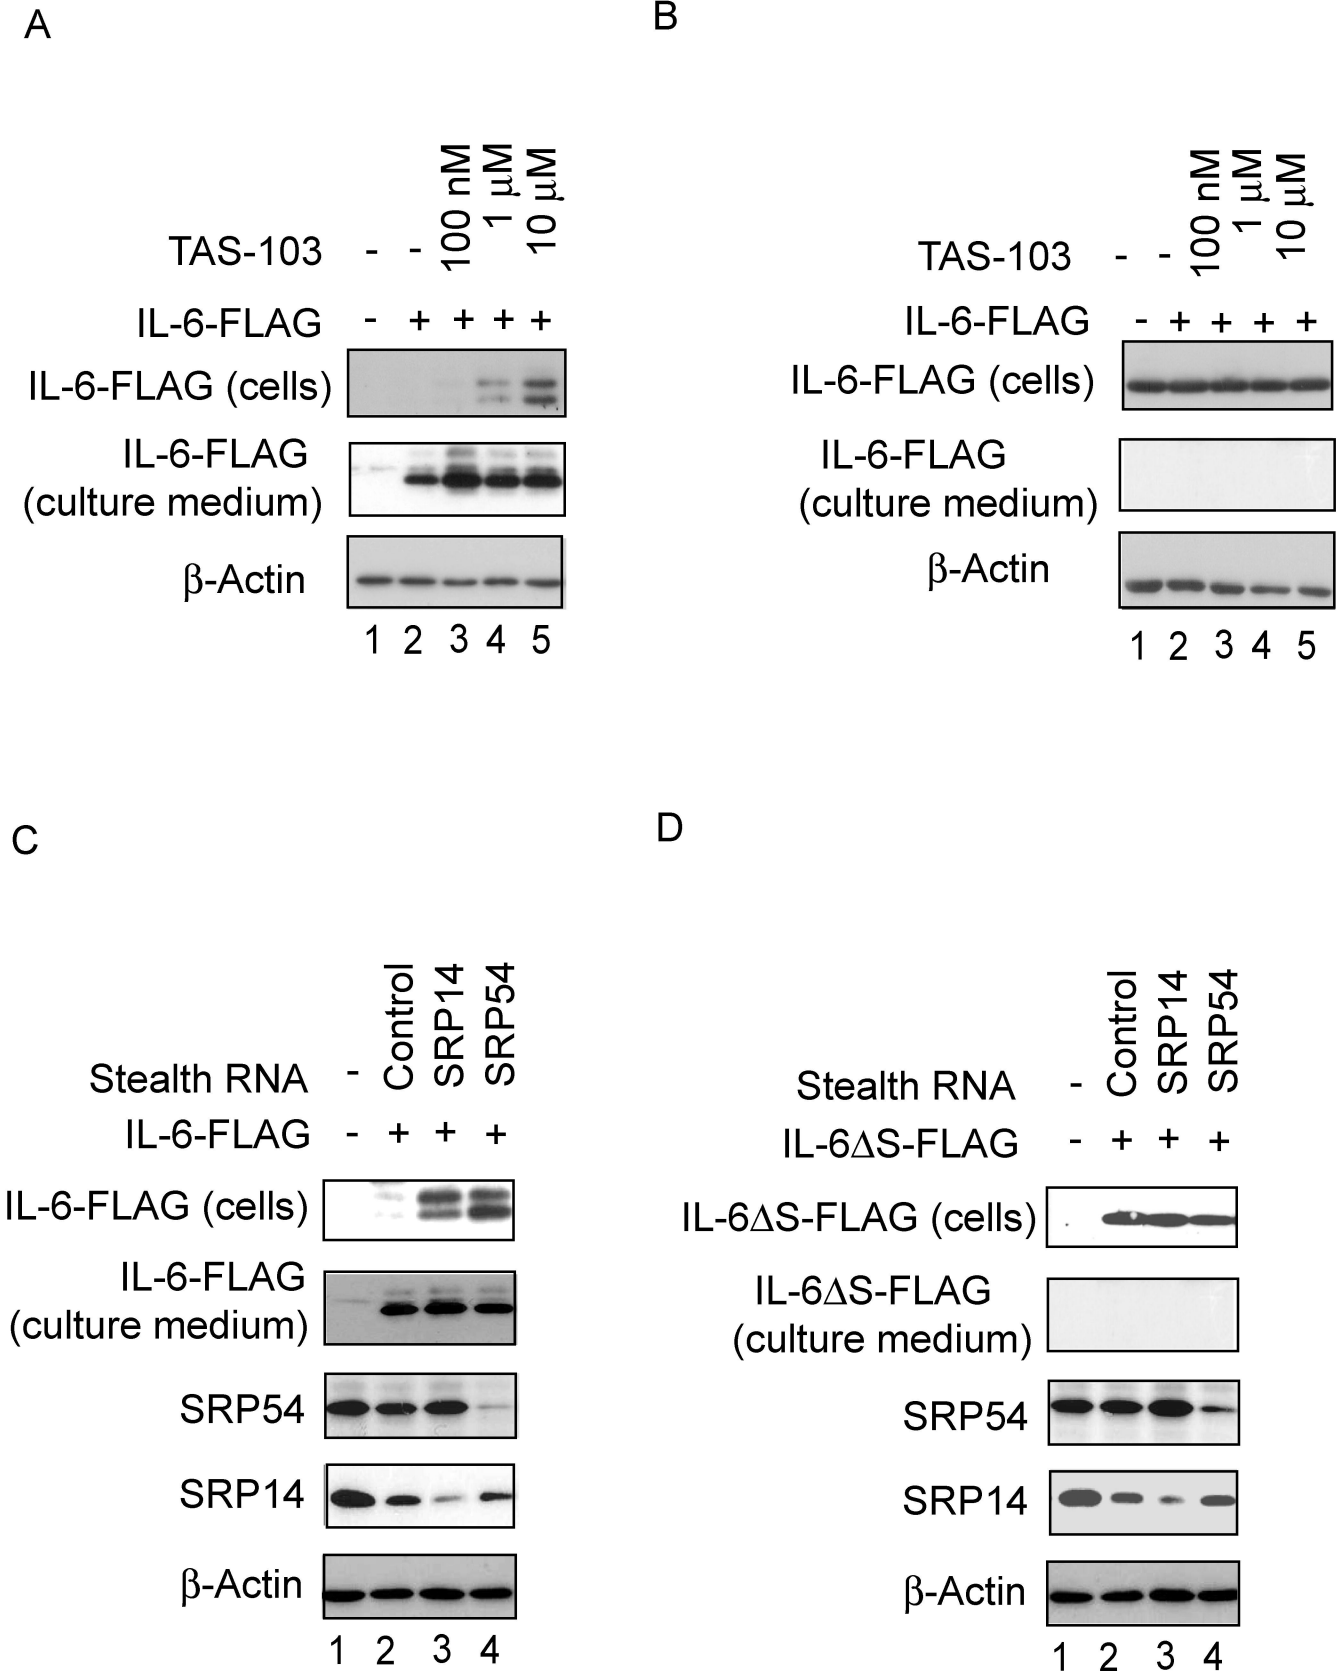 A
TAS-103 - - 100 nM 1 μM 10 μM
IL-6-FLAG - + + + +
IL-6-FLAG (cells)
IL-6-FLAG
(culture medium)
β-Actin
1 2 3 4 5
B
TAS-103 - - 100 nM 1 μM 10 μM
IL-6-FLAG - + + + +
IL-6-FLAG (cells)
IL-6-FLAG
(culture medium)
β-Actin
1 2 3 4 5
C
Stealth RNA - Control SRP14 SRP54
IL-6-FLAG - + + +
IL-6-FLAG (cells)
IL-6-FLAG
(culture medium)
SRP54
SRP14
β-Actin
1 2 3 4
D
Stealth RNA - Control SRP14 SRP54
IL-6ΔS-FLAG - + + +
IL-6ΔS-FLAG (cells)
IL-6ΔS-FLAG
(culture medium)
SRP54
SRP14
β-Actin
1 2 3 4